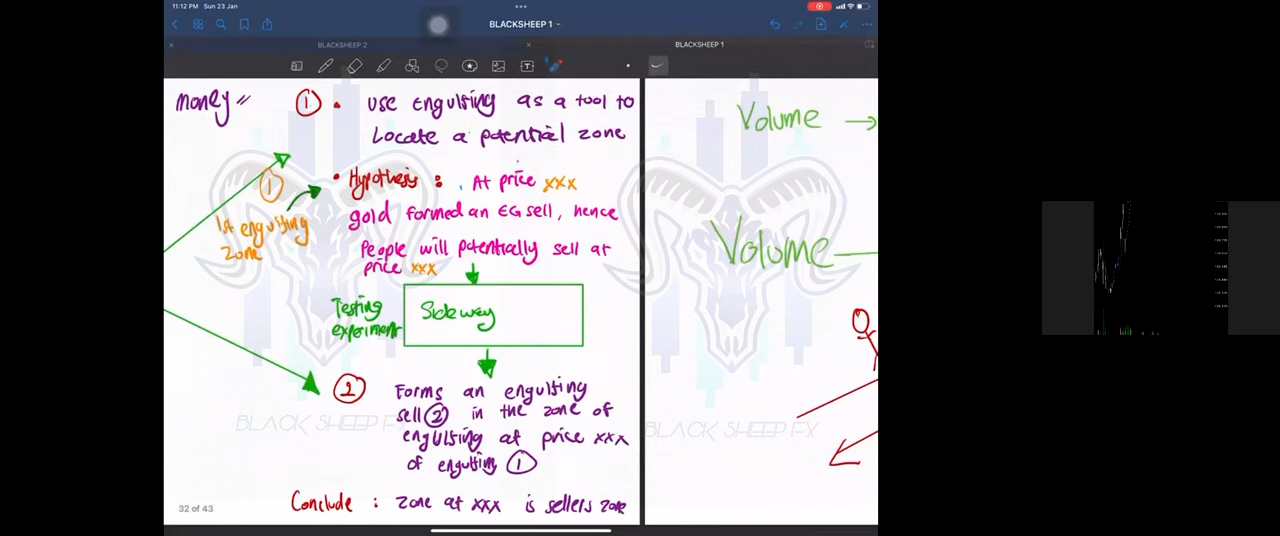 11:12 PM Sun 23 Jan
BLACKSHEEP 1
BLACKSHEEP 2
BLACKSHEEP 1
money
① • Use Engulfing as a tool to
Locate a potential zone
① 1st engulfing
zone
• Hypothesis : At price xxx
gold formed an EG sell, hence
People will potentially sell at
price xxx
Testing
experiment
Sideway
② Forms an engulfing
sell ② in the zone of
engulfing at price xxx
of engulfing ①
Conclude : Zone at xxx is sellers zone
BLACK SHEEP FX
32 of 43
Volume →
Volume
BLACK SHEEP FX